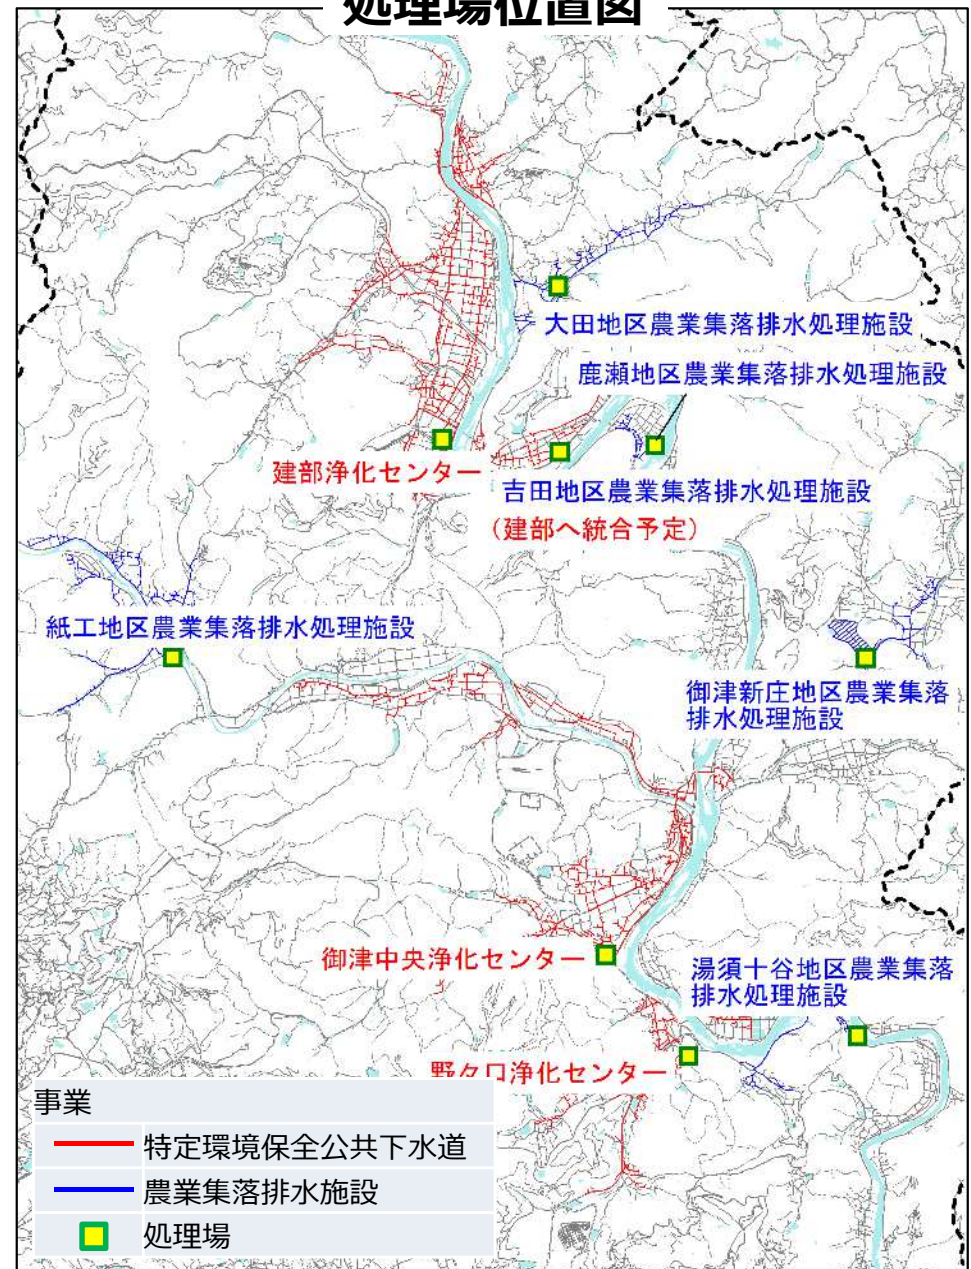 処理場位置図
大田地区農業集落排水処理施設
鹿瀬地区農業集落排水処理施設
建部浄化センター
吉田地区農業集落排水処理施設
(建部へ統合予定)
紙工地区農業集落排水処理施設
御津新庄地区農業集落
排水処理施設
御津中央浄化センター
湯須十谷地区農業集落
排水処理施設
野々口浄化センター
事業
特定環境保全公共下水道
農業集落排水施設
処理場